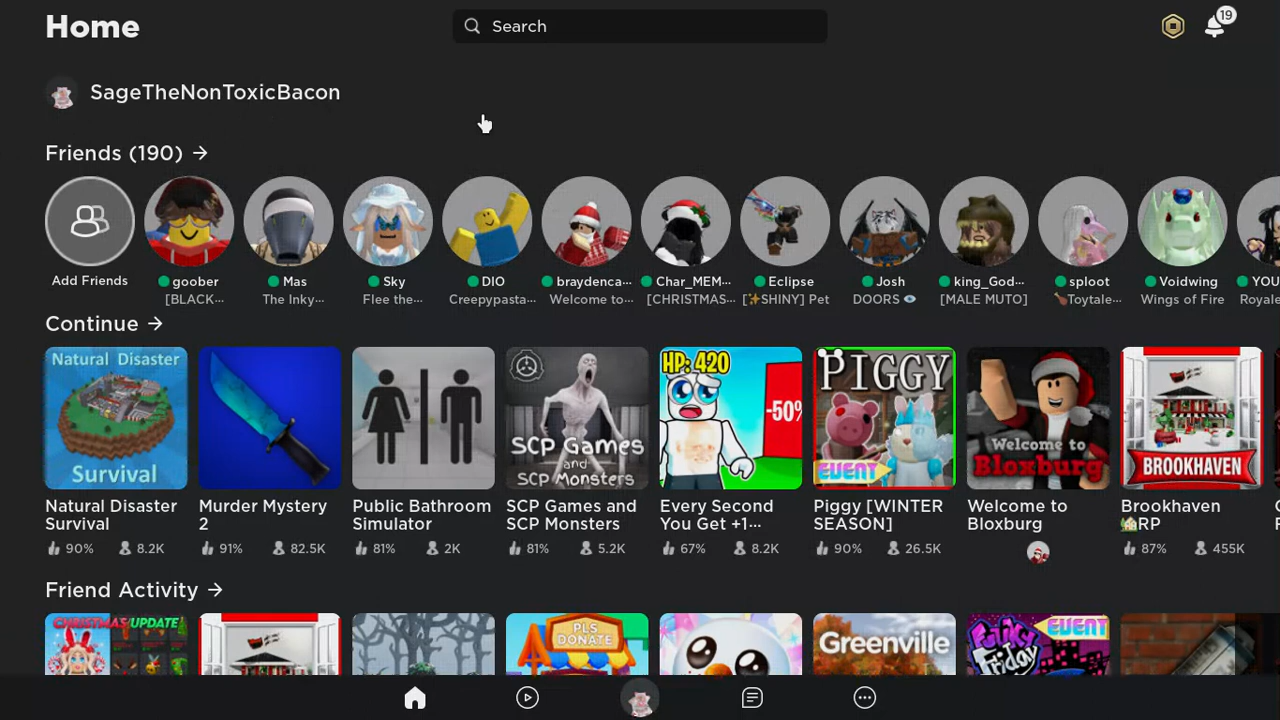 Home
Search
19
SageTheNonToxicBacon
Friends (190) →
Add Friends
goober
[BLACK...
Mas
The Inky...
Sky
Flee the...
DIO
Creepypasta...
braydenca...
Welcome to...
Char_MEM...
[CHRISTMAS...
Eclipse
[✨SHINY] Pet
Josh
DOORS 👁️
king_God...
[MALE MUTO]
sploot
🍗Toytale...
Voidwing
Wings of Fire
YOU
Royale
Continue →
Natural Disaster
Survival
HP: 420
-50%
PIGGY
EVENT
SCP Games
and
SCP Monsters
Welcome to
Bloxburg
BROOKHAVEN
Natural Disaster
Survival
90% 8.2K
Murder Mystery
2
91% 82.5K
Public Bathroom
Simulator
81% 2K
SCP Games and
SCP Monsters
81% 5.2K
Every Second
You Get +1...
67% 8.2K
Piggy [WINTER
SEASON]
90% 26.5K
Welcome to
Bloxburg
Brookhaven
🏡RP
87% 455K
Friend Activity →
CHRISTMAS UPDATE!
PLS
DONATE
Greenville
Funky
Friday
EVENT